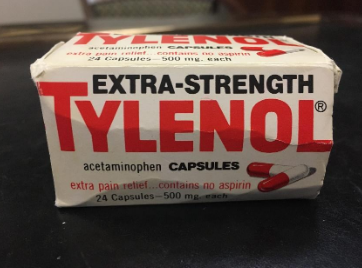 TYLENOL
acetaminophen CAPSULES
extra pain relief...contains no aspirin
24 Capsules-500 mg. each
EXTRA-STRENGTH
TYLENOL®
acetaminophen CAPSULES
extra pain relief...contains no aspirin
24 Capsules-500 mg. each